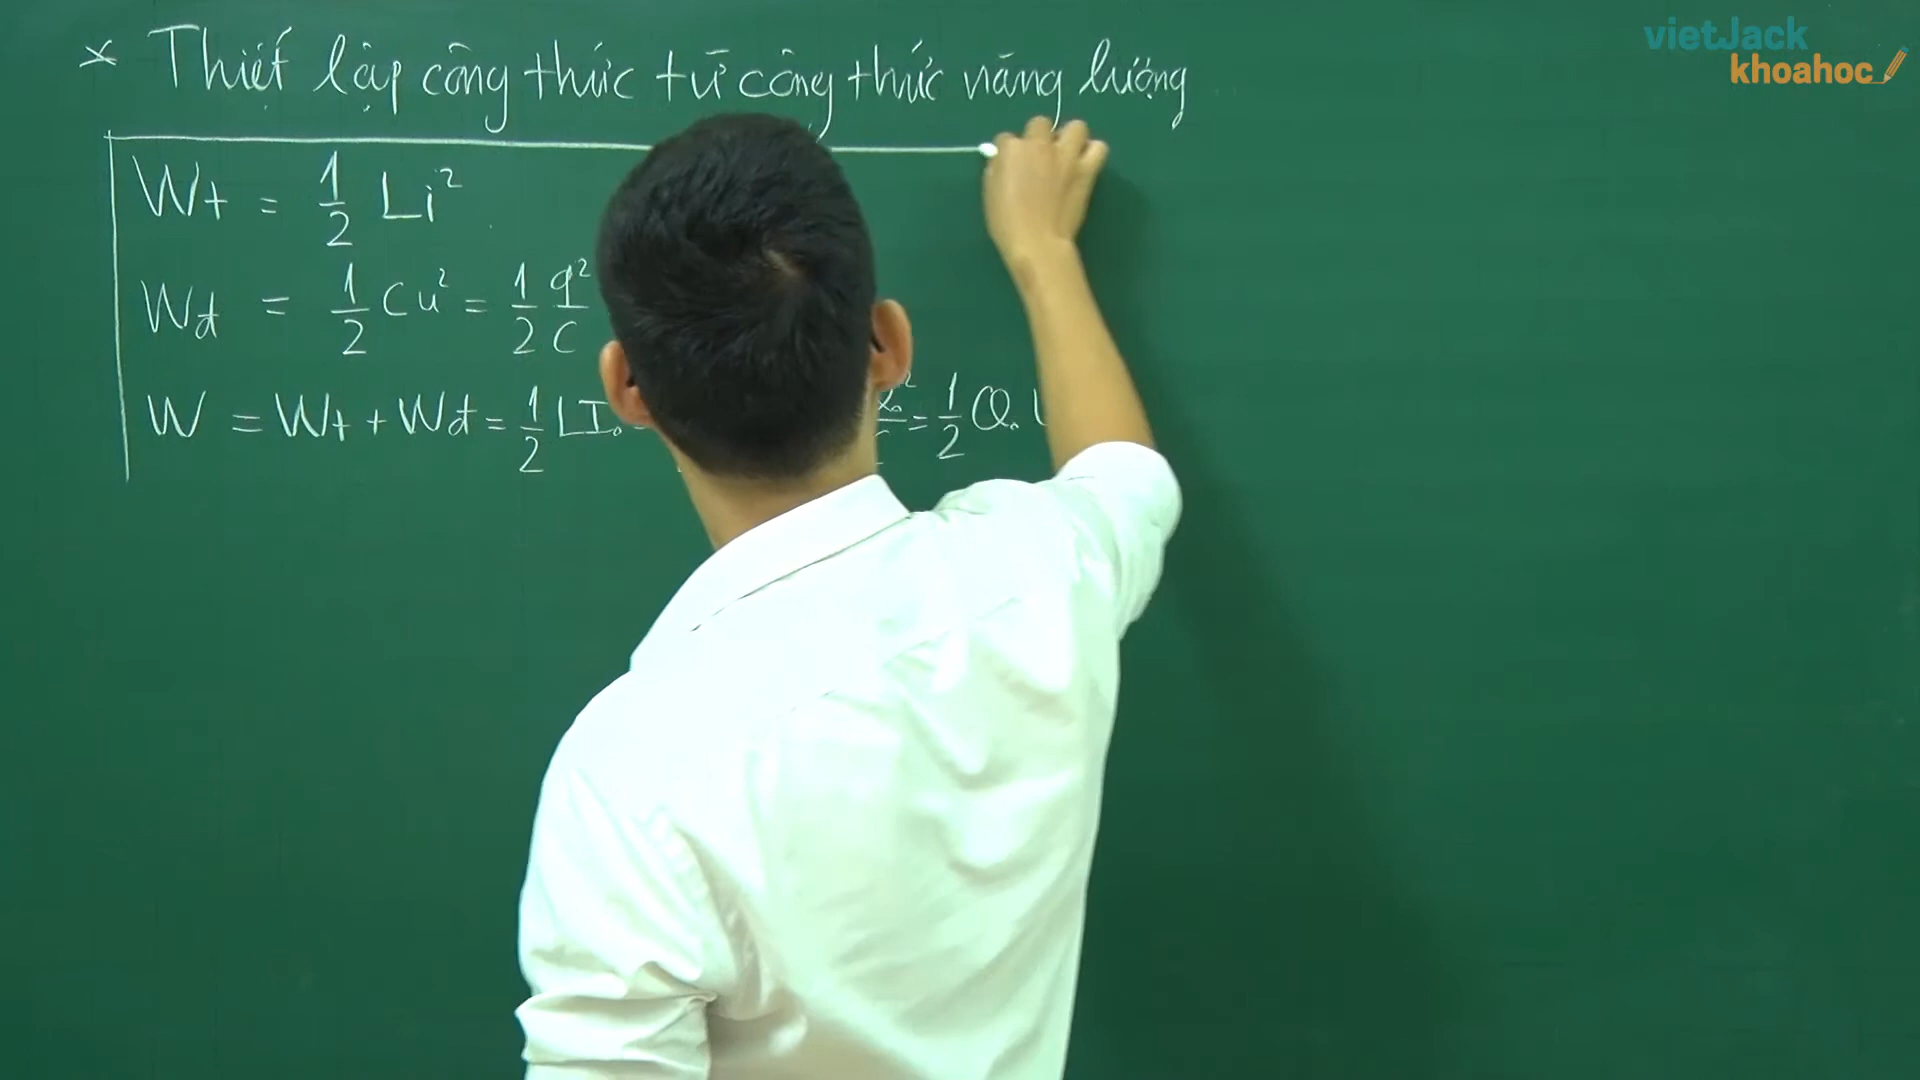 vietJack
khoahoc
* Thiết lập công thức từ công thức năng lượng
Wt = 1/2 Li²
Wđ = 1/2 Cu² = 1/2 q²/C
W = Wt + Wđ = 1/2 LI₀ = 1/2 Q₀.